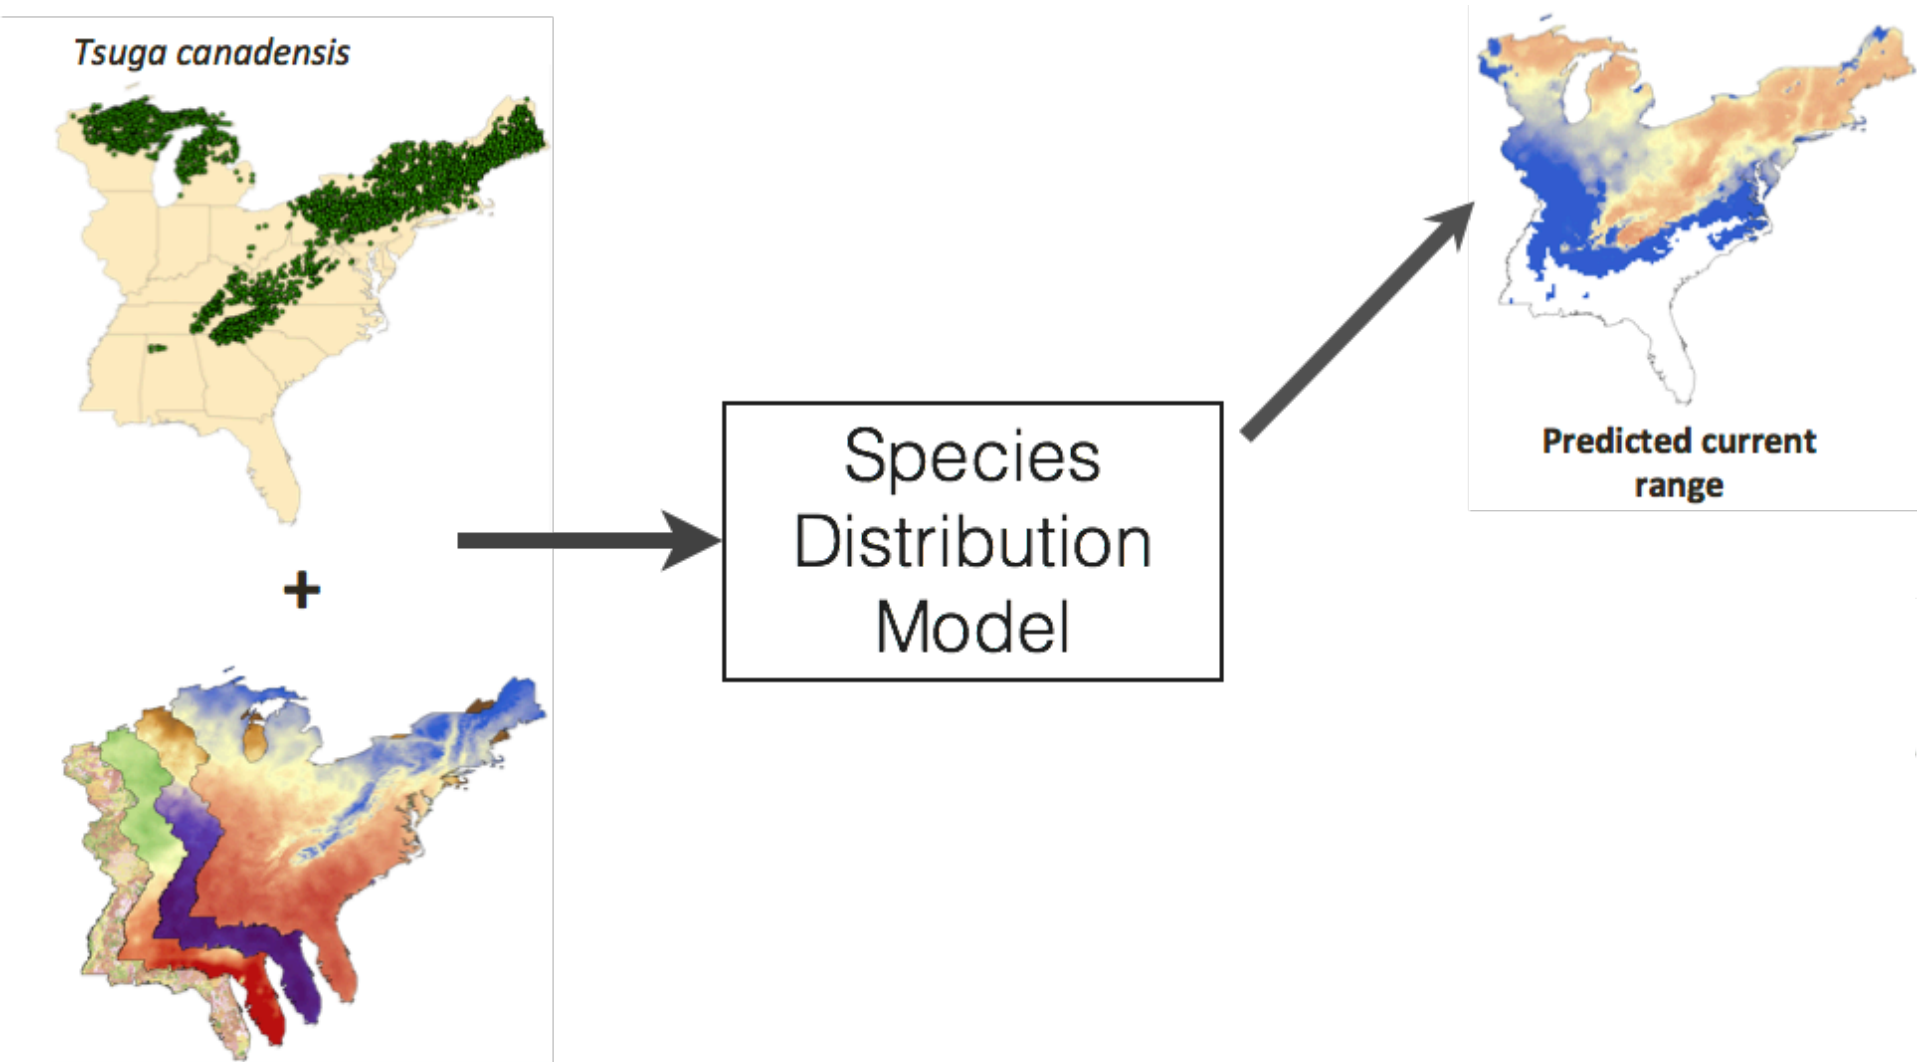 Tsuga canadensis
+
Species
Distribution
Model
Predicted current
range